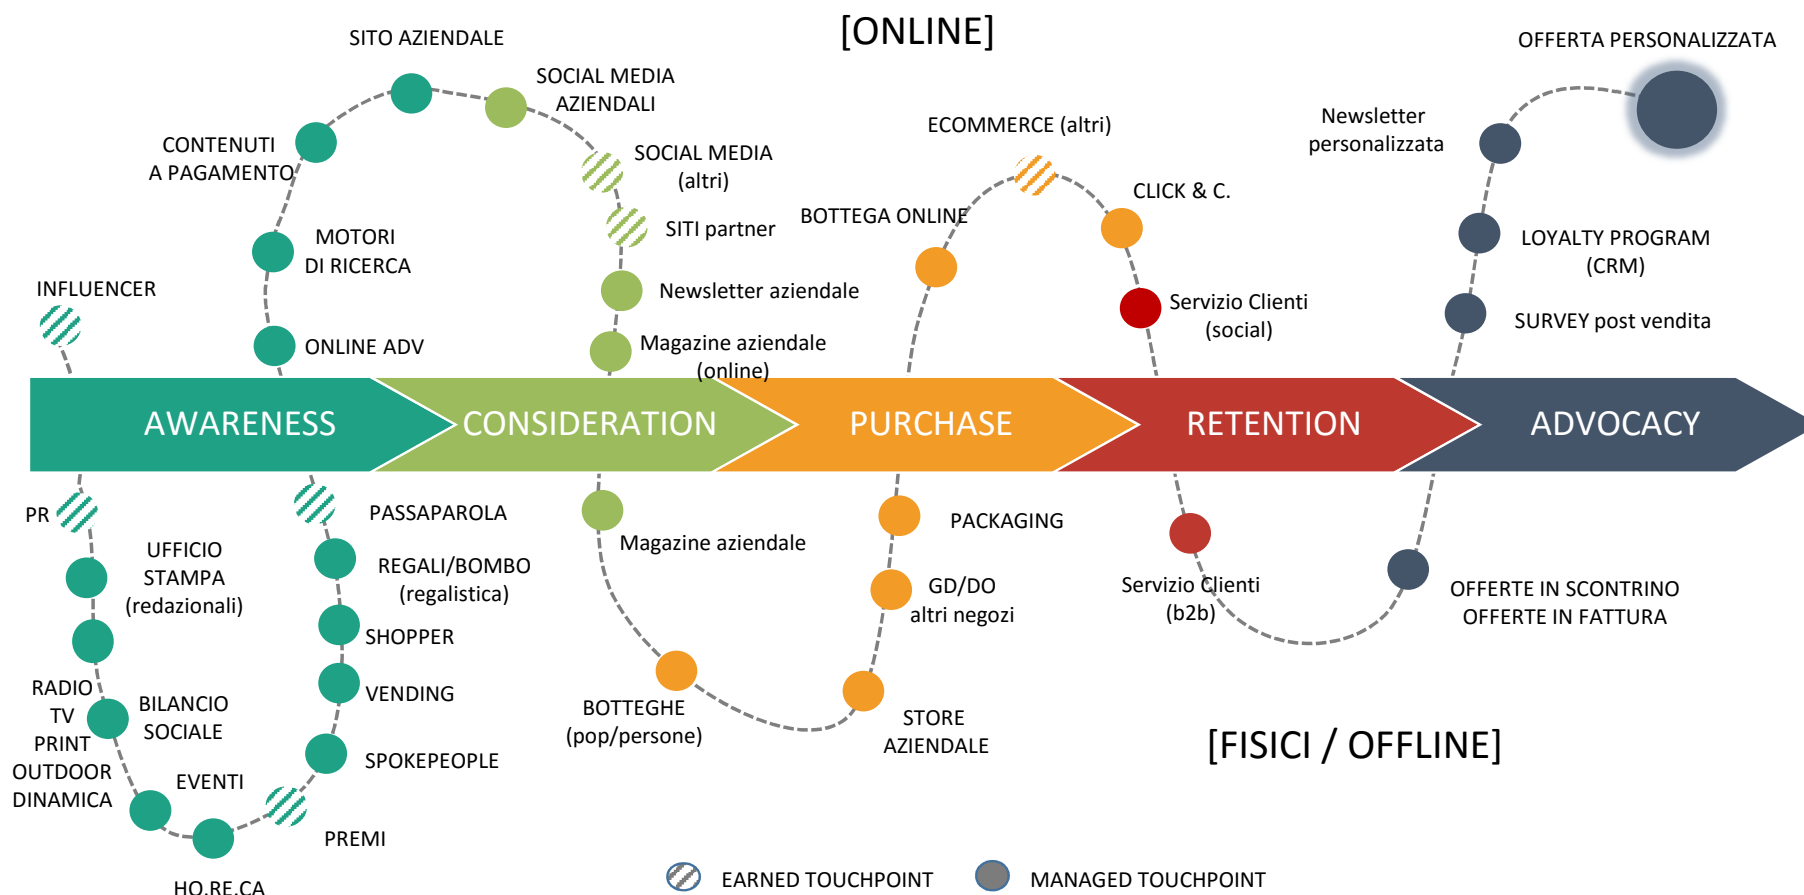 [ONLINE]
SITO AZIENDALE
OFFERTA PERSONALIZZATA
SOCIAL MEDIA
AZIENDALI
CONTENUTI
A PAGAMENTO
SOCIAL MEDIA
(altri)
ECOMMERCE (altri)
Newsletter
personalizzata
CLICK & C.
BOTTEGA ONLINE
SITI partner
MOTORI
DI RICERCA
LOYALTY PROGRAM
(CRM)
INFLUENCER
Newsletter aziendale
Servizio Clienti
(social)
SURVEY post vendita
ONLINE ADV
Magazine aziendale
(online)
AWARENESS
CONSIDERATION
PURCHASE
RETENTION
ADVOCACY
PR
PASSAPAROLA
PACKAGING
UFFICIO
STAMPA
(redazionali)
REGALI/BOMBO
(regalistica)
Magazine aziendale
GD/DO
altri negozi
Servizio Clienti
(b2b)
OFFERTE IN SCONTRINO
OFFERTE IN FATTURA
SHOPPER
RADIO
TV
PRINT
OUTDOOR
DINAMICA
BILANCIO
SOCIALE
VENDING
BOTTEGHE
(pop/persone)
STORE
AZIENDALE
[FISICI / OFFLINE]
SPOKEPEOPLE
EVENTI
PREMI
HO.RE.CA
EARNED TOUCHPOINT
MANAGED TOUCHPOINT